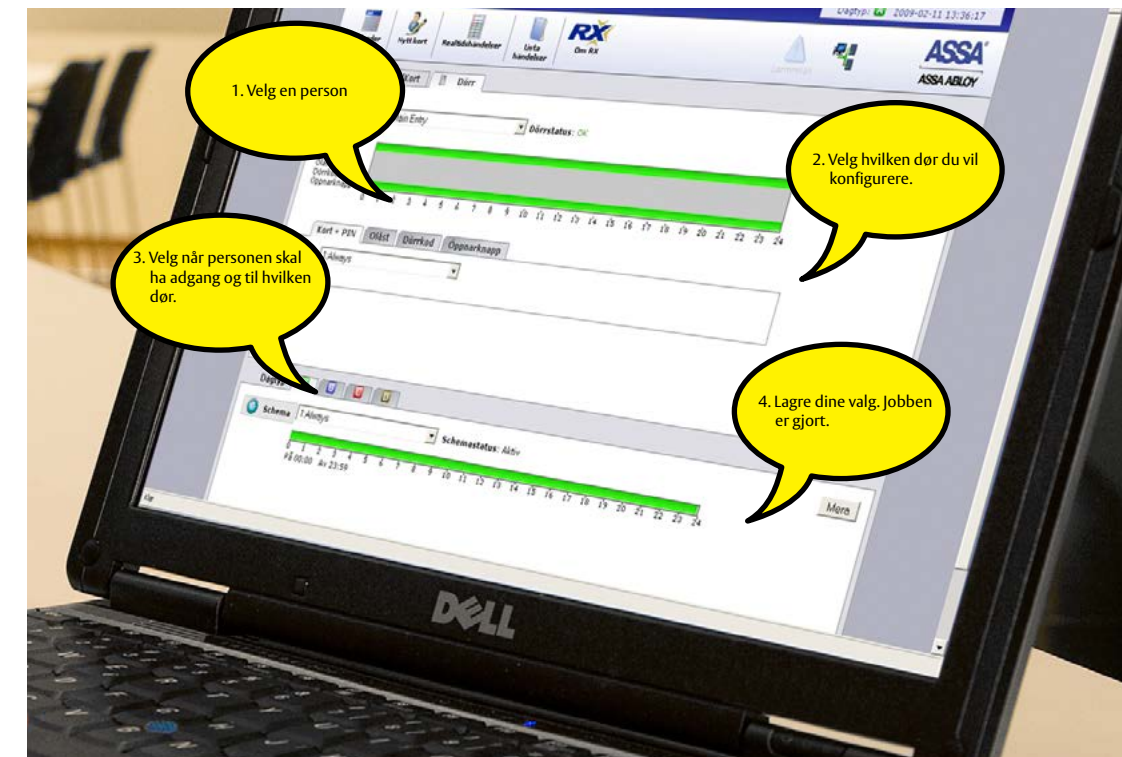 Dagtyp: 2009-02-11 13:36:17
Nytt kort
Realtidshändelser
Lista
händelser
RX
Om RX
ASSA
ASSA ABLOY
1. Velg en person
Kort
Dörr
Entry
Dörrstatus: OK
2. Velg hvilken dør du vil
konfigurere.
Öppnarknapp
0 1 2 3 4 5 6 7 8 9 10 11 12 13 14 15 16 17 18 19 20 21 22 23 24
Kort + PIN
Olåst
Dörrkod
Öppnarknapp
1:Always
3. Velg når personen skal
ha adgang og til hvilken
dør.
Dagtyp
Schema
1:Always
Schemastatus: Aktiv
0 1 2 3 4 5 6 7 8 9 10 11 12 13 14 15 16 17 18 19 20 21 22 23 24
På 00:00 Av 23:59
4. Lagre dine valg. Jobben
er gjort.
Mera
DELL